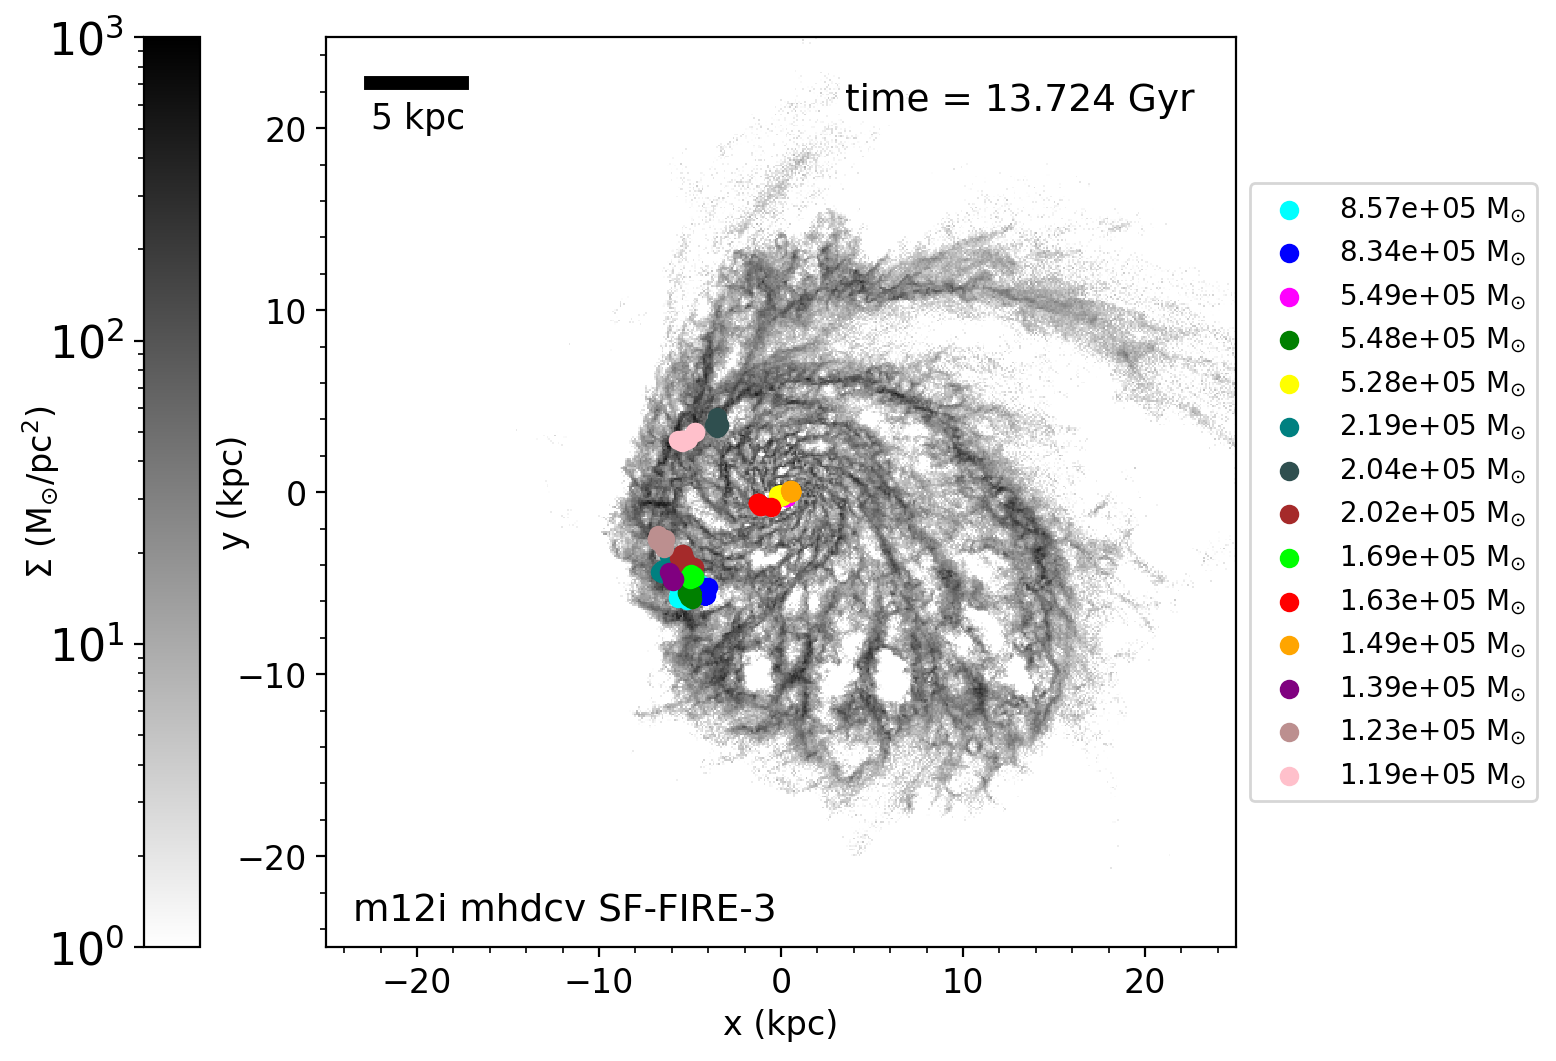 10³
10²
10¹
10⁰
Σ (M⊙/pc²)
20
10
0
−10
−20
y (kpc)
5 kpc
time = 13.724 Gyr
m12i mhdcv SF-FIRE-3
−20 −10 0 10 20
x (kpc)
8.57e+05 M⊙
8.34e+05 M⊙
5.49e+05 M⊙
5.48e+05 M⊙
5.28e+05 M⊙
2.19e+05 M⊙
2.04e+05 M⊙
2.02e+05 M⊙
1.69e+05 M⊙
1.63e+05 M⊙
1.49e+05 M⊙
1.39e+05 M⊙
1.23e+05 M⊙
1.19e+05 M⊙